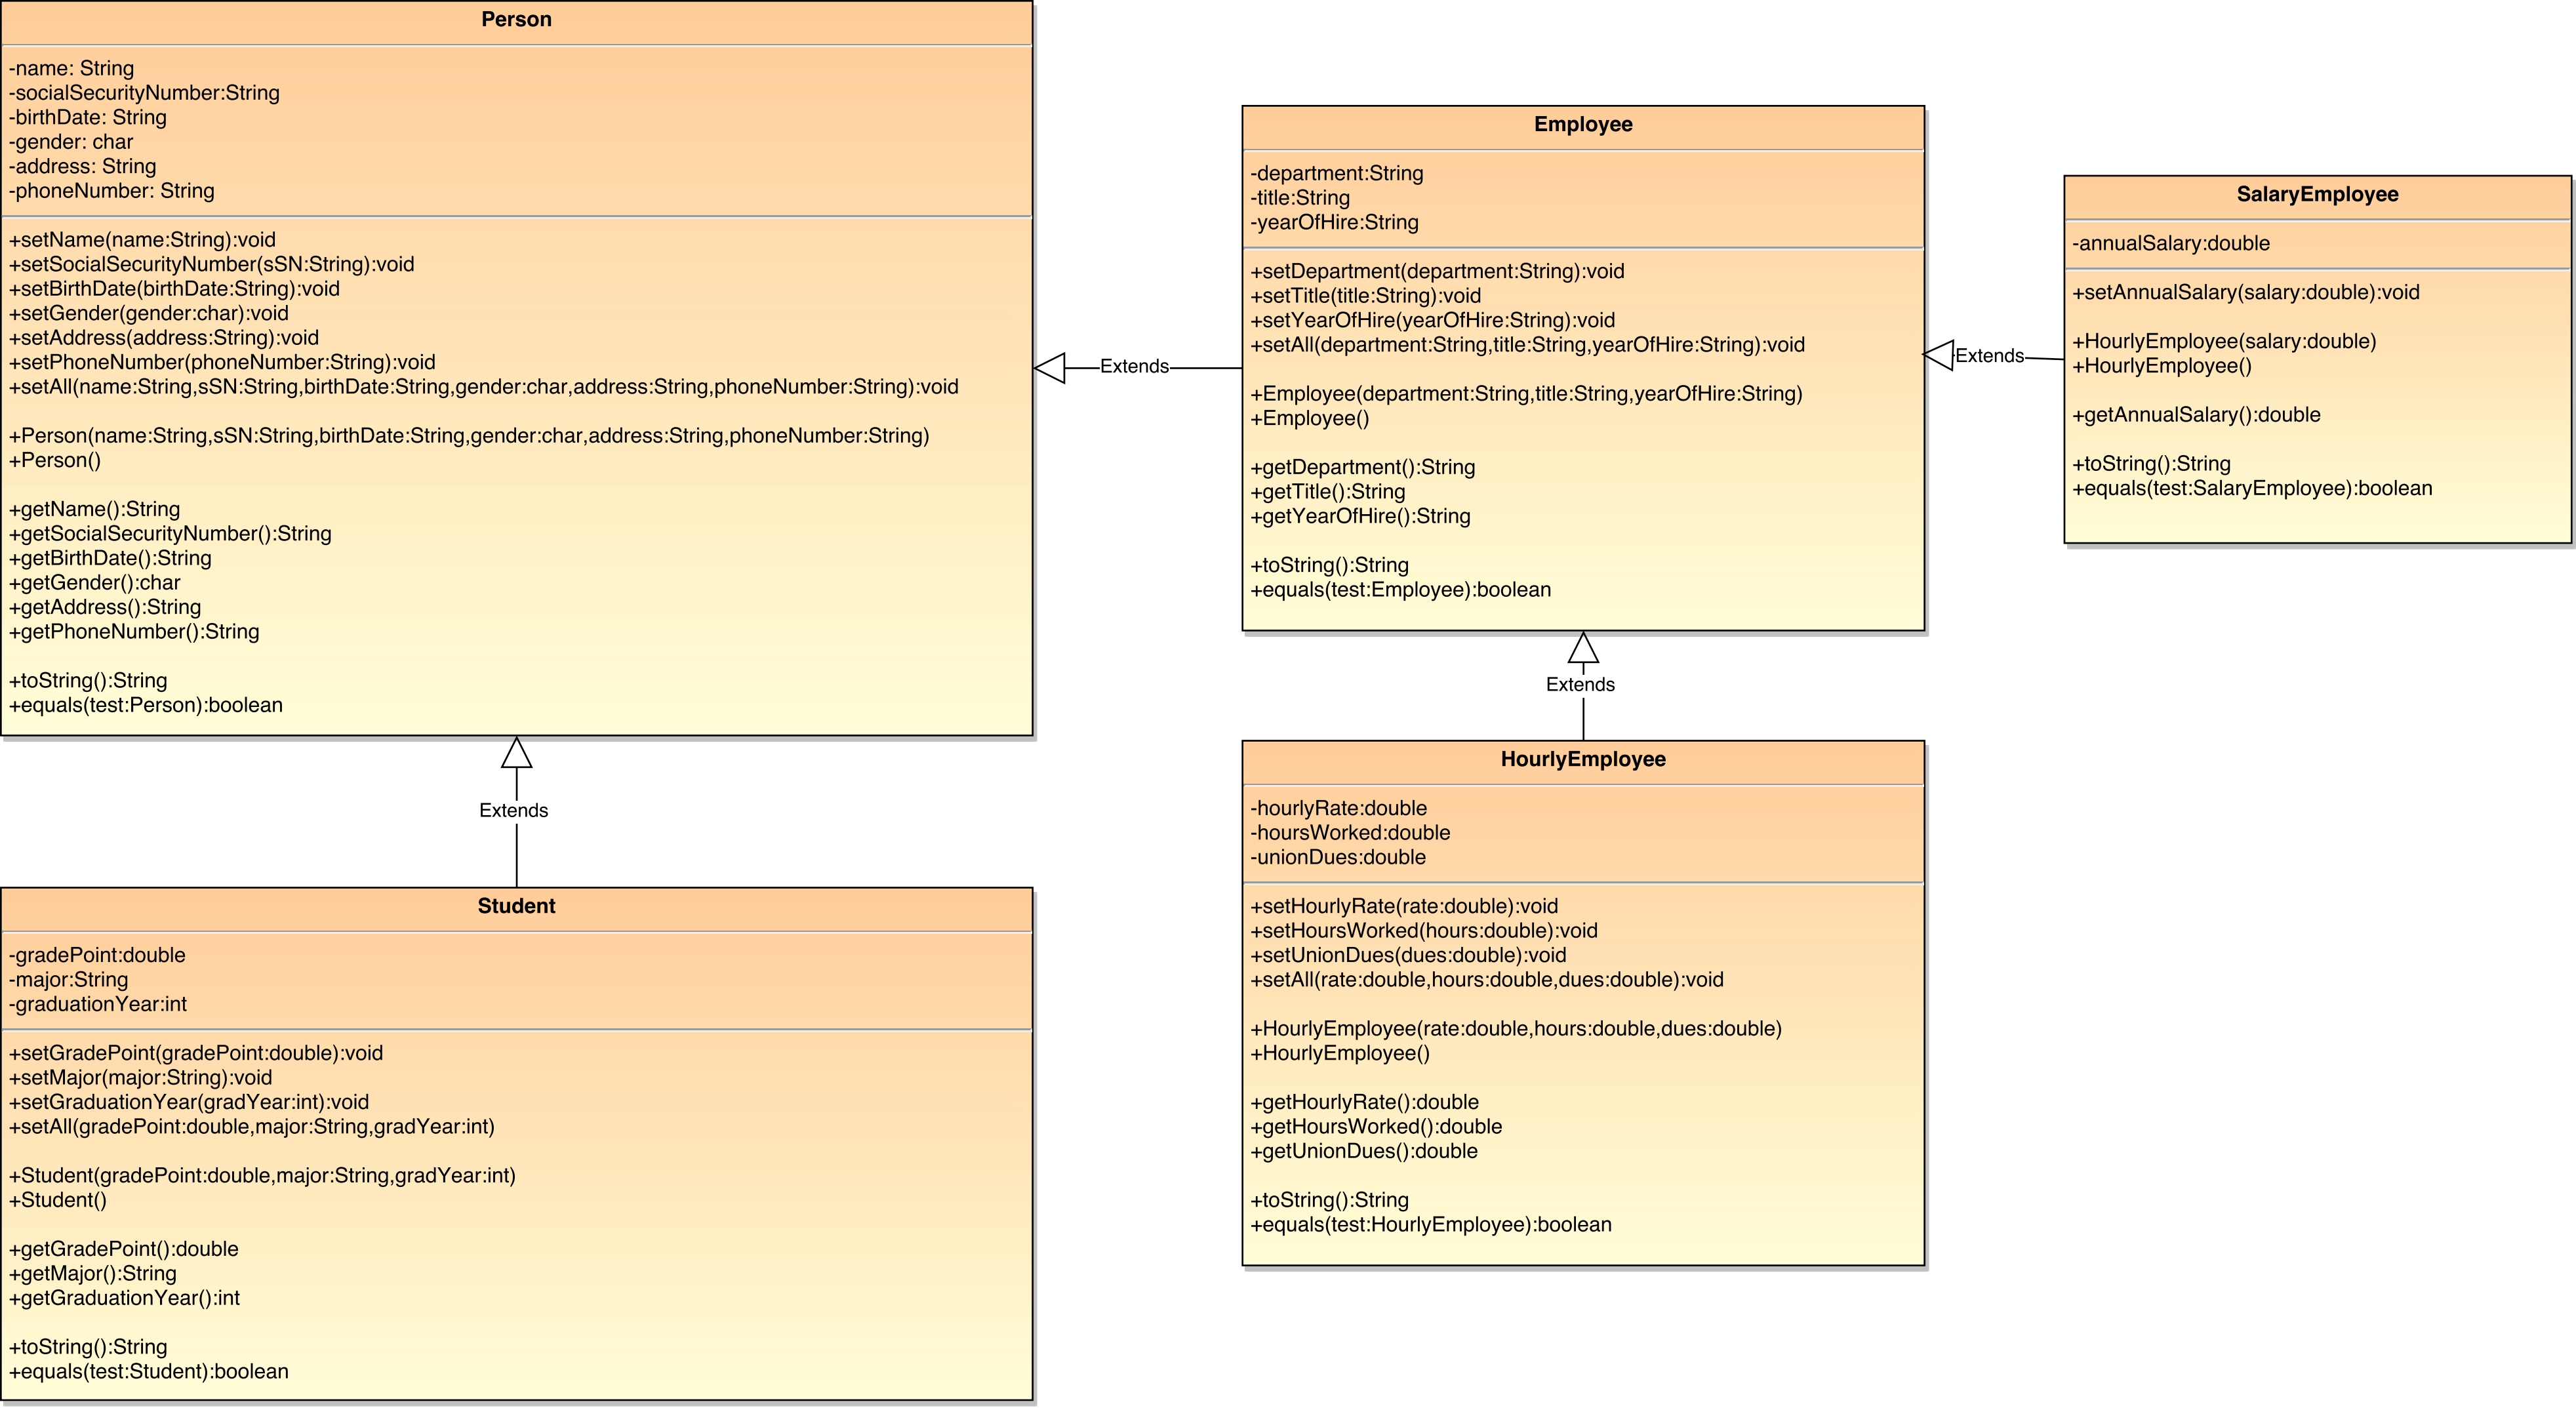 Person
-name: String
-socialSecurityNumber:String
-birthDate: String
-gender: char
-address: String
-phoneNumber: String
+setName(name:String):void
+setSocialSecurityNumber(sSN:String):void
+setBirthDate(birthDate:String):void
+setGender(gender:char):void
+setAddress(address:String):void
+setPhoneNumber(phoneNumber:String):void
+setAll(name:String,sSN:String,birthDate:String,gender:char,address:String,phoneNumber:String):void
+Person(name:String,sSN:String,birthDate:String,gender:char,address:String,phoneNumber:String)
+Person()
+getName():String
+getSocialSecurityNumber():String
+getBirthDate():String
+getGender():char
+getAddress():String
+getPhoneNumber():String
+toString():String
+equals(test:Person):boolean
Extends
Employee
-department:String
-title:String
-yearOfHire:String
+setDepartment(department:String):void
+setTitle(title:String):void
+setYearOfHire(yearOfHire:String):void
+setAll(department:String,title:String,yearOfHire:String):void
+Employee(department:String,title:String,yearOfHire:String)
+Employee()
+getDepartment():String
+getTitle():String
+getYearOfHire():String
+toString():String
+equals(test:Employee):boolean
Extends
SalaryEmployee
-annualSalary:double
+setAnnualSalary(salary:double):void
+HourlyEmployee(salary:double)
+HourlyEmployee()
+getAnnualSalary():double
+toString():String
+equals(test:SalaryEmployee):boolean
Extends
Student
-gradePoint:double
-major:String
-graduationYear:int
+setGradePoint(gradePoint:double):void
+setMajor(major:String):void
+setGraduationYear(gradYear:int):void
+setAll(gradePoint:double,major:String,gradYear:int)
+Student(gradePoint:double,major:String,gradYear:int)
+Student()
+getGradePoint():double
+getMajor():String
+getGraduationYear():int
+toString():String
+equals(test:Student):boolean
Extends
HourlyEmployee
-hourlyRate:double
-hoursWorked:double
-unionDues:double
+setHourlyRate(rate:double):void
+setHoursWorked(hours:double):void
+setUnionDues(dues:double):void
+setAll(rate:double,hours:double,dues:double):void
+HourlyEmployee(rate:double,hours:double,dues:double)
+HourlyEmployee()
+getHourlyRate():double
+getHoursWorked():double
+getUnionDues():double
+toString():String
+equals(test:HourlyEmployee):boolean